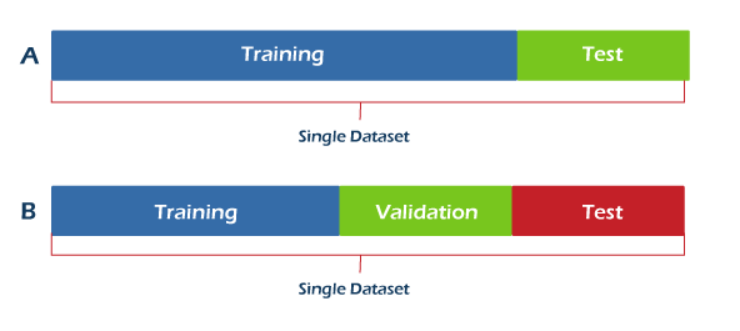 A Training Test
Single Dataset
B Training Validation Test
Single Dataset